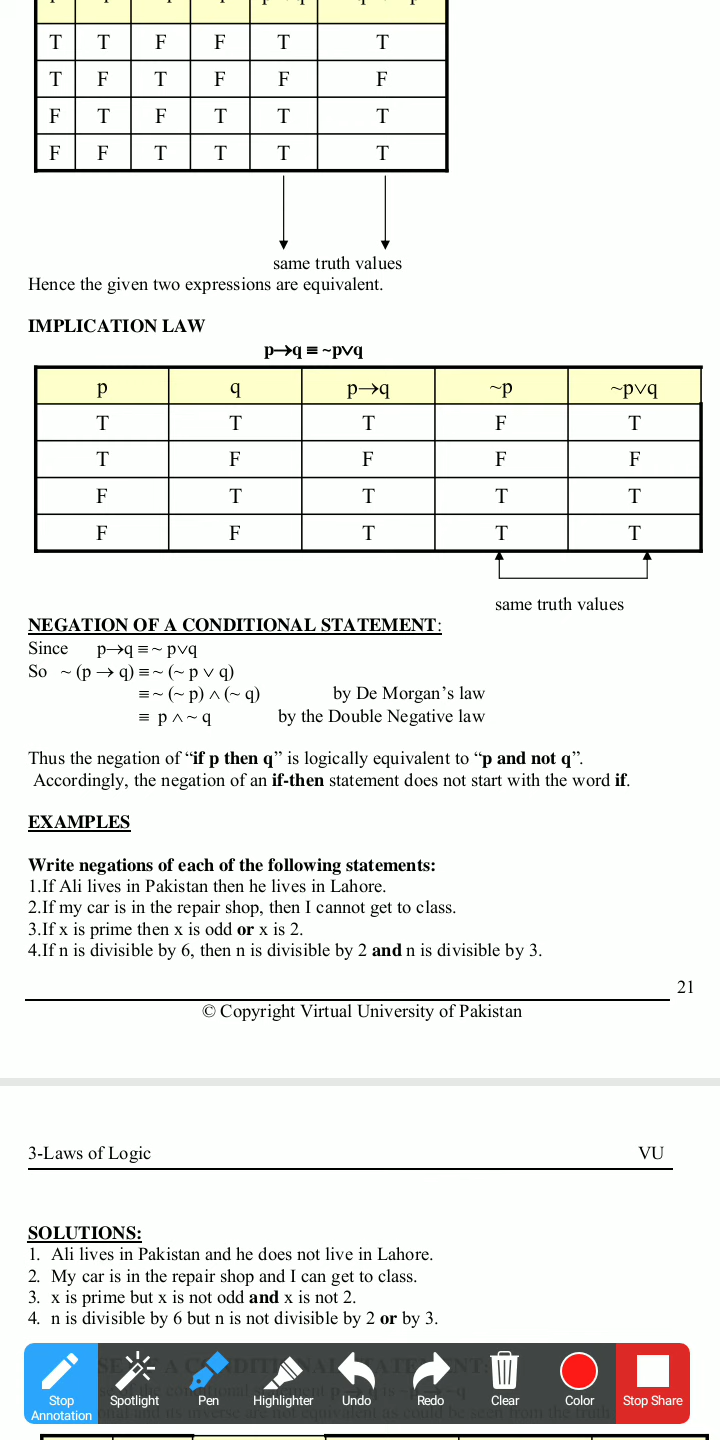 T T F F T T
T F T F F F
F T F T T T
F F T T T T
same truth values
Hence the given two expressions are equivalent.
IMPLICATION LAW
p→q ≡ ~p∨q
p q p→q ~p ~p∨q
T T T F T
T F F F F
F T T T T
F F T T T
same truth values
NEGATION OF A CONDITIONAL STATEMENT:
Since p→q ≡ ~ p∨q
So ~ (p → q) ≡ ~ (~ p ∨ q)
≡ ~ (~ p) ∧ (~ q) by De Morgan’s law
≡ p ∧ ~ q by the Double Negative law
Thus the negation of “if p then q” is logically equivalent to “p and not q”.
Accordingly, the negation of an if-then statement does not start with the word if.
EXAMPLES
Write negations of each of the following statements:
1.If Ali lives in Pakistan then he lives in Lahore.
2.If my car is in the repair shop, then I cannot get to class.
3.If x is prime then x is odd or x is 2.
4.If n is divisible by 6, then n is divisible by 2 and n is divisible by 3.
21
© Copyright Virtual University of Pakistan
3-Laws of Logic VU
SOLUTIONS:
1. Ali lives in Pakistan and he does not live in Lahore.
2. My car is in the repair shop and I can get to class.
3. x is prime but x is not odd and x is not 2.
4. n is divisible by 6 but n is not divisible by 2 or by 3.
Stop Annotation Spotlight Pen Highlighter Undo Redo Clear Color Stop Share